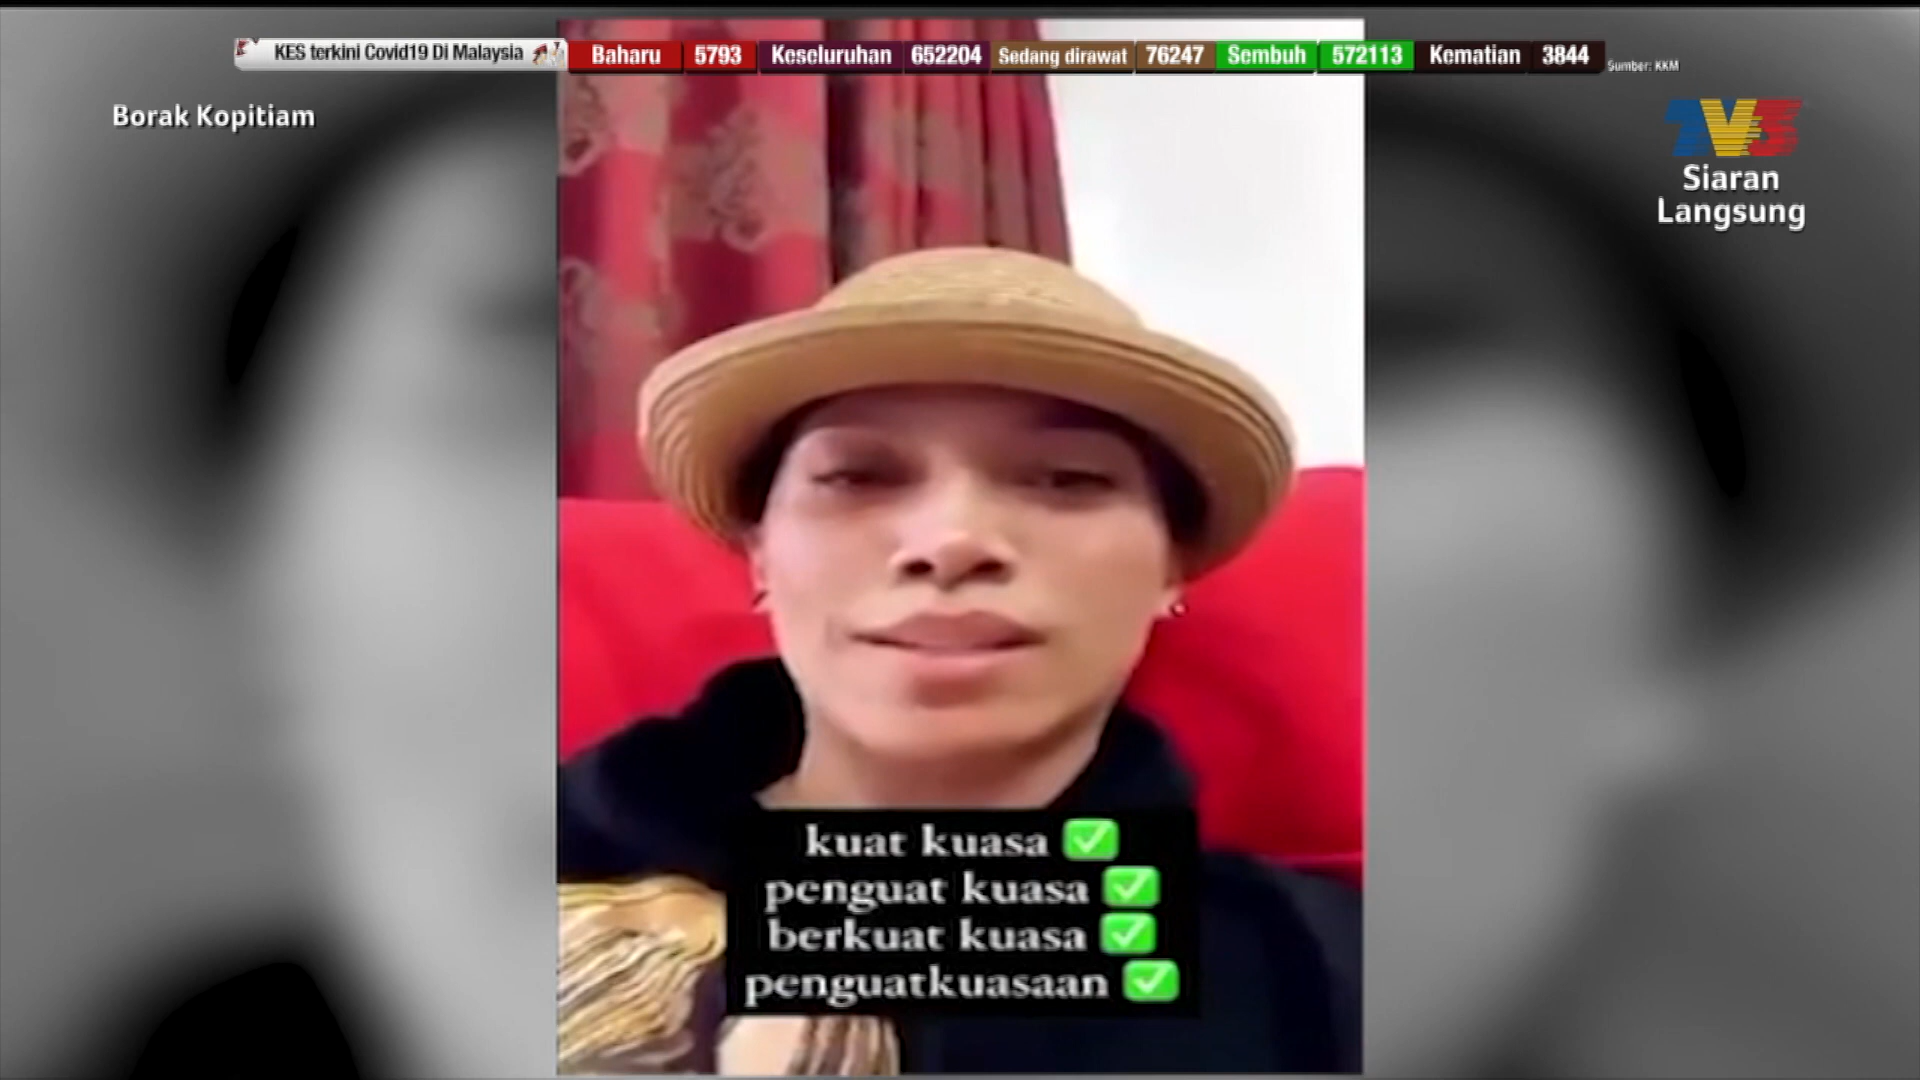 KES terkini Covid19 Di Malaysia Baharu 5793 Keseluruhan 652204 Sedang dirawat 76247 Sembuh 572113 Kematian 3844 Sumber: KKM
Borak Kopitiam
TV3
Siaran
Langsung
kuat kuasa ✅
penguat kuasa ✅
berkuat kuasa ✅
penguatkuasaan ✅